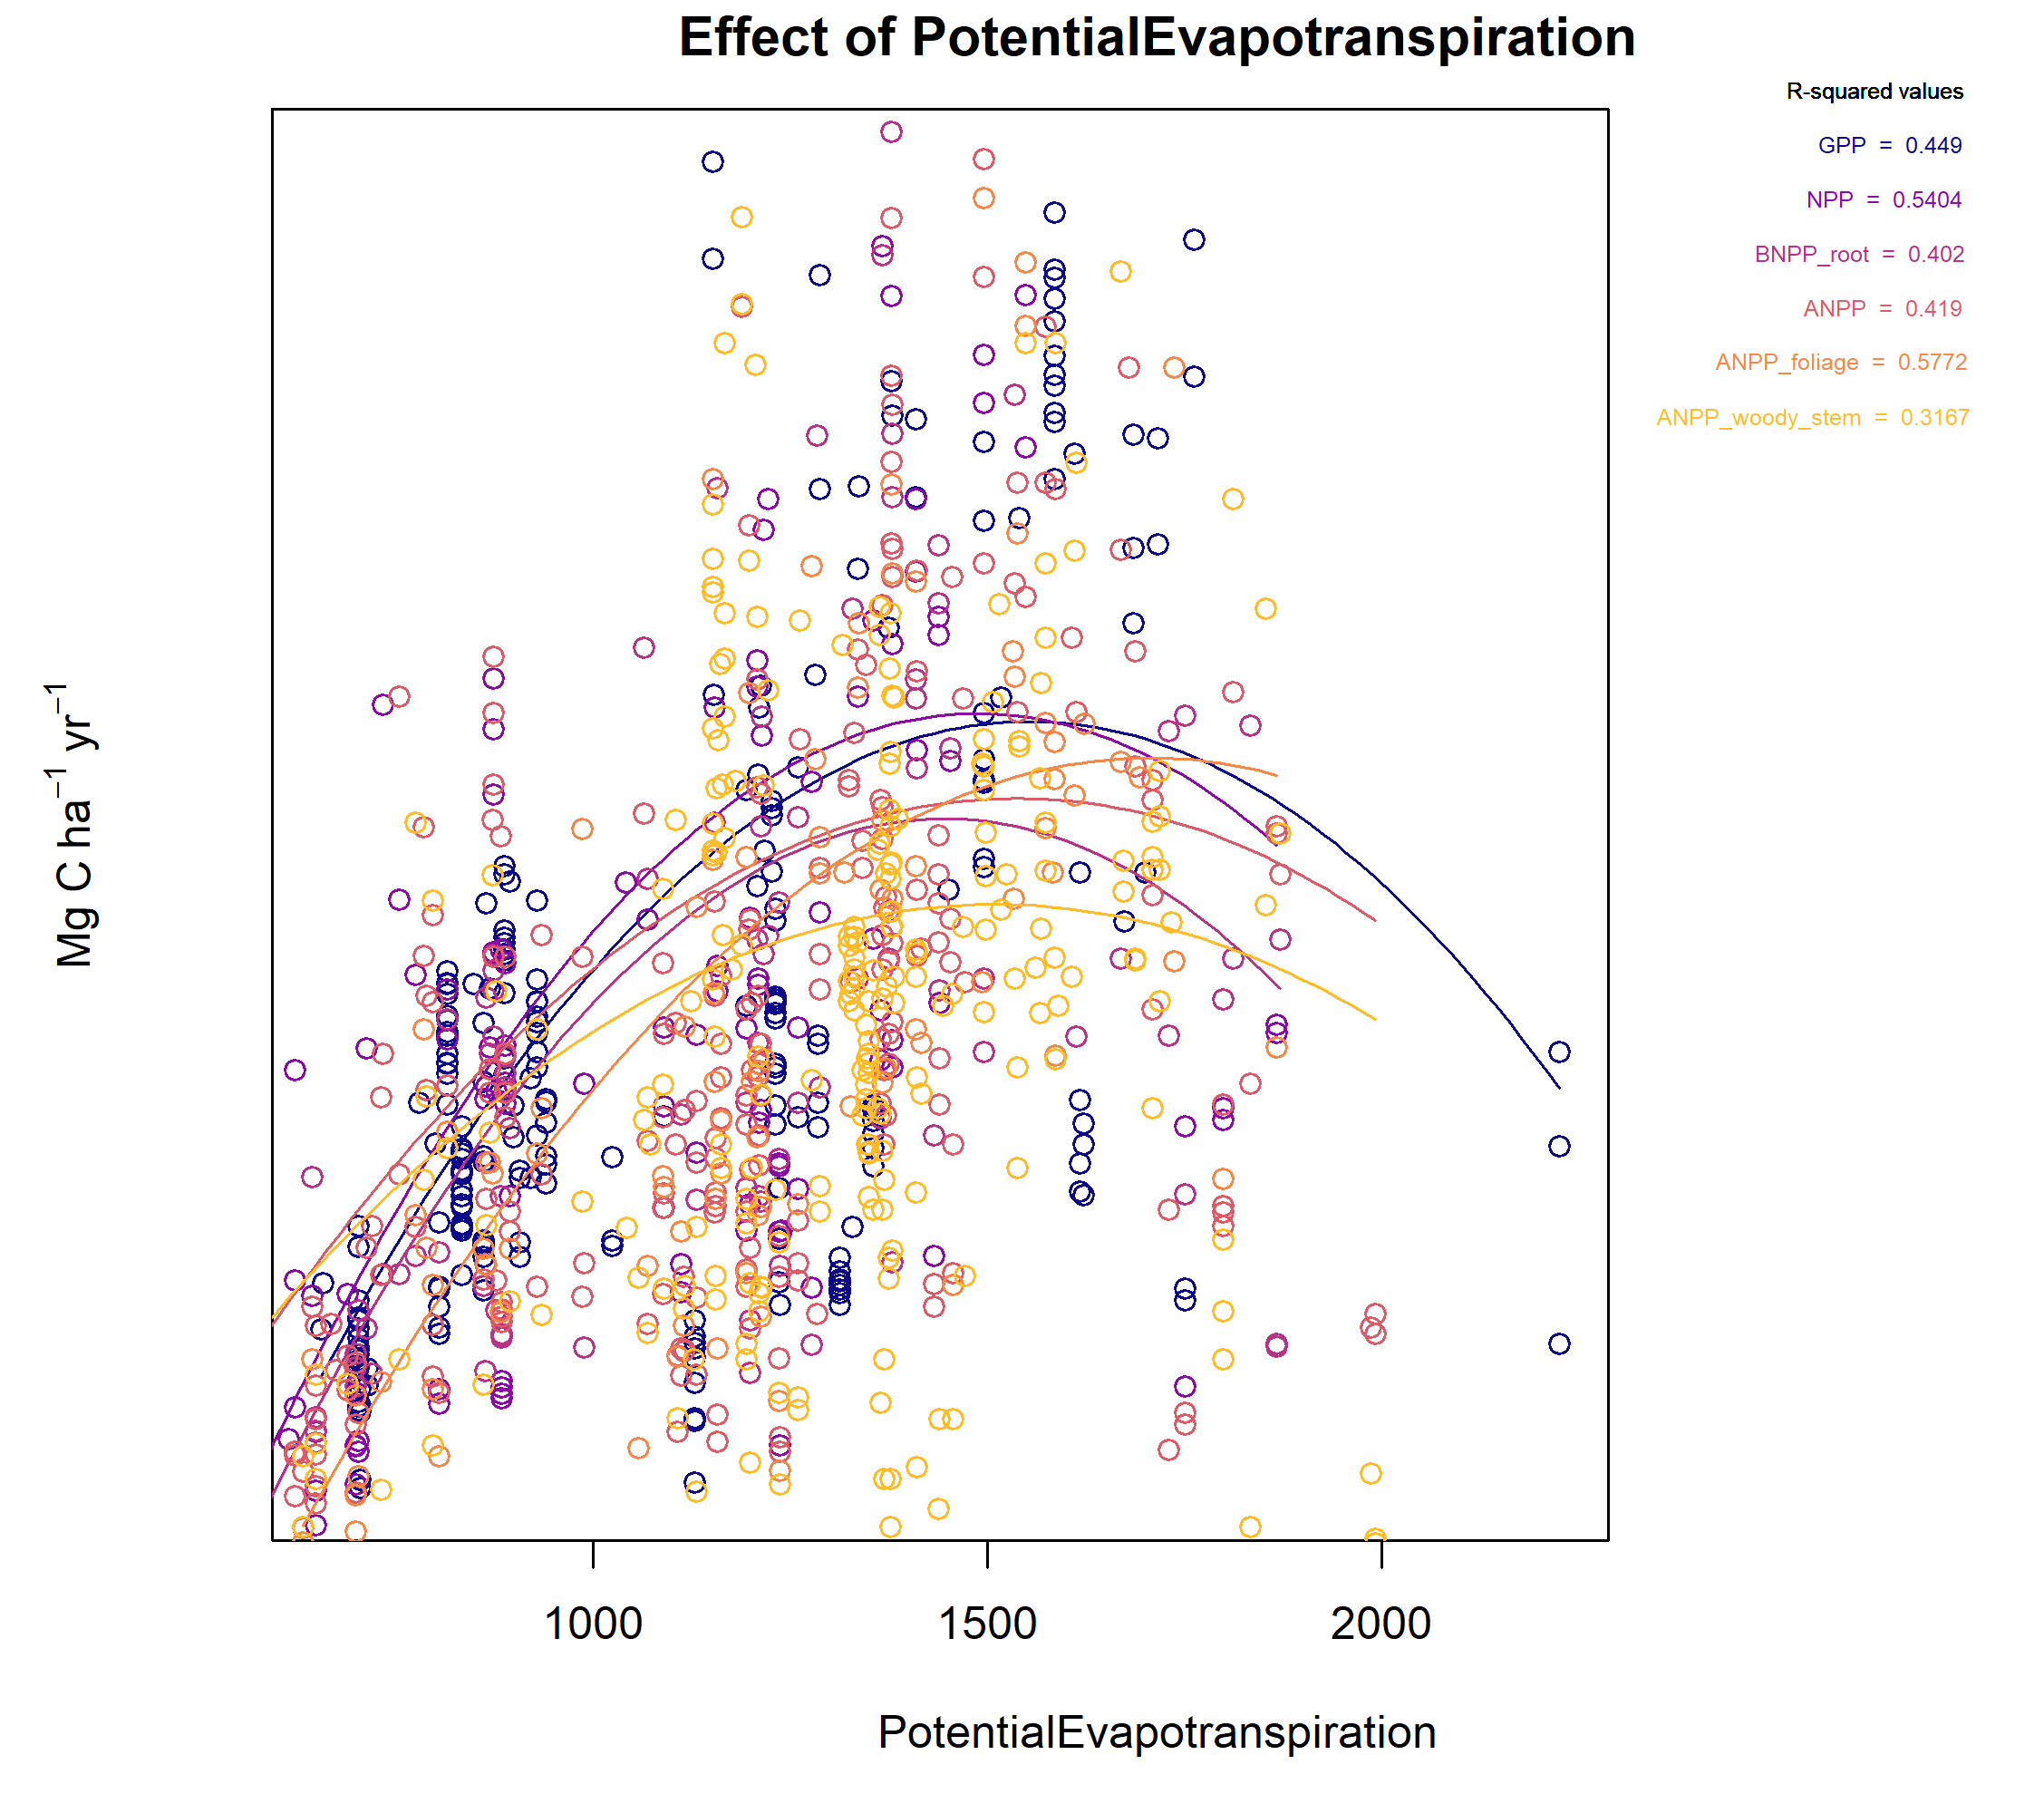 Effect of PotentialEvapotranspiration
R-squared values
GPP = 0.449
NPP = 0.5404
BNPP_root = 0.402
ANPP = 0.419
ANPP_foliage = 0.5772
ANPP_woody_stem = 0.3167
Mg C ha⁻¹ yr⁻¹
1000 1500 2000
PotentialEvapotranspiration